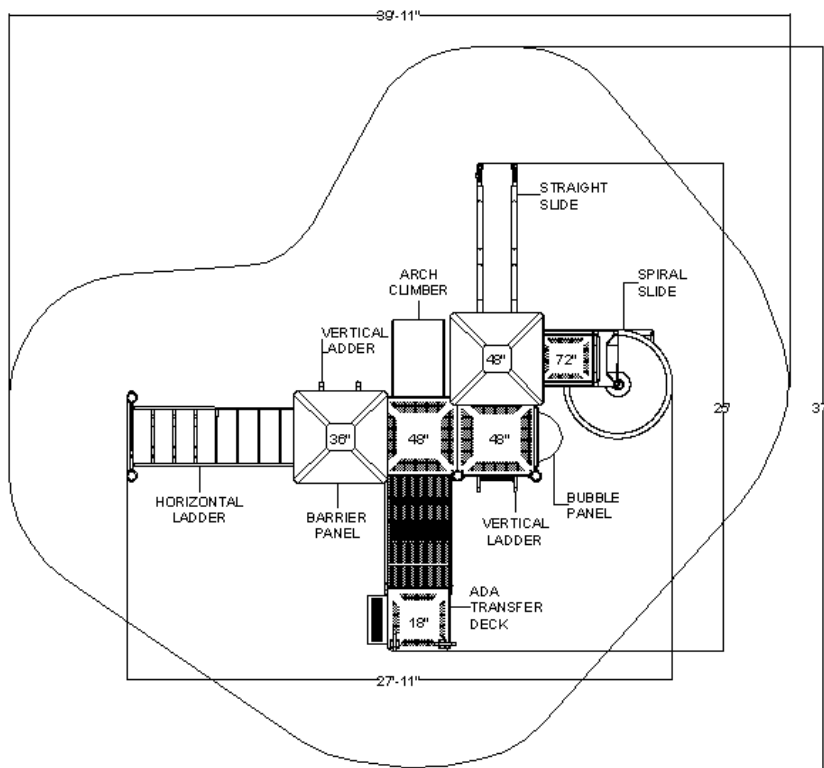 39'-11"
STRAIGHT
SLIDE
ARCH
CLIMBER
SPIRAL
SLIDE
VERTICAL
LADDER
48"
72"
25'
36"
48"
48"
HORIZONTAL
LADDER
BARRIER
PANEL
VERTICAL
LADDER
BUBBLE
PANEL
ADA
TRANSFER
DECK
18"
27'-11"